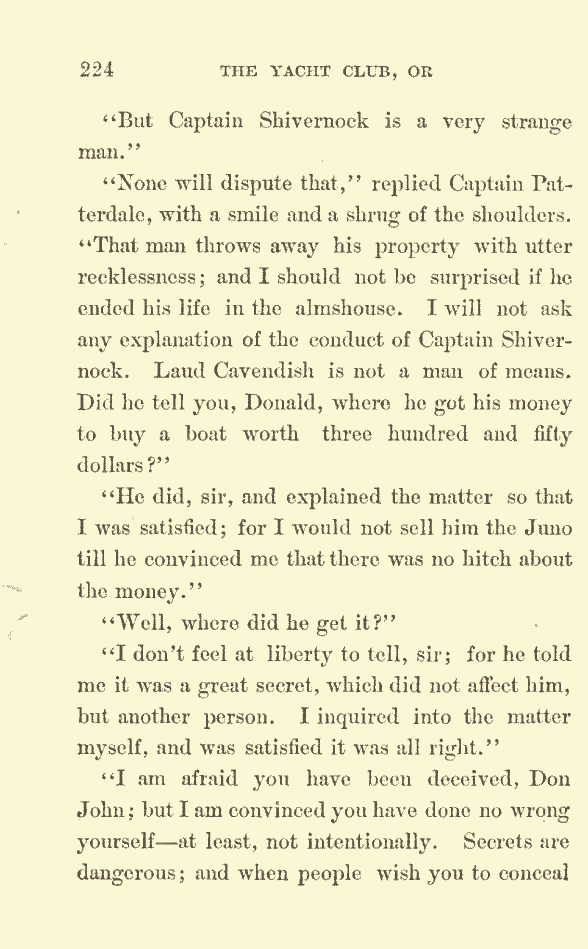 224 THE YACHT CLUB, OR
“But Captain Shivernock is a very strange
man.”
“None will dispute that,” replied Captain Pat-
terdale, with a smile and a shrug of the shoulders.
“That man throws away his property with utter
recklessness; and I should not be surprised if he
ended his life in the almshouse. I will not ask
any explanation of the conduct of Captain Shiver-
nock. Laud Cavendish is not a man of means.
Did he tell you, Donald, where he got his money
to buy a boat worth three hundred and fifty
dollars?”
“He did, sir, and explained the matter so that
I was satisfied; for I would not sell him the Juno
till he convinced me that there was no hitch about
the money.”
“Well, where did he get it?”
“I don’t feel at liberty to tell, sir; for he told
me it was a great secret, which did not affect him,
but another person. I inquired into the matter
myself, and was satisfied it was all right.”
“I am afraid you have been deceived, Don
John; but I am convinced you have done no wrong
yourself—at least, not intentionally. Secrets are
dangerous; and when people wish you to conceal